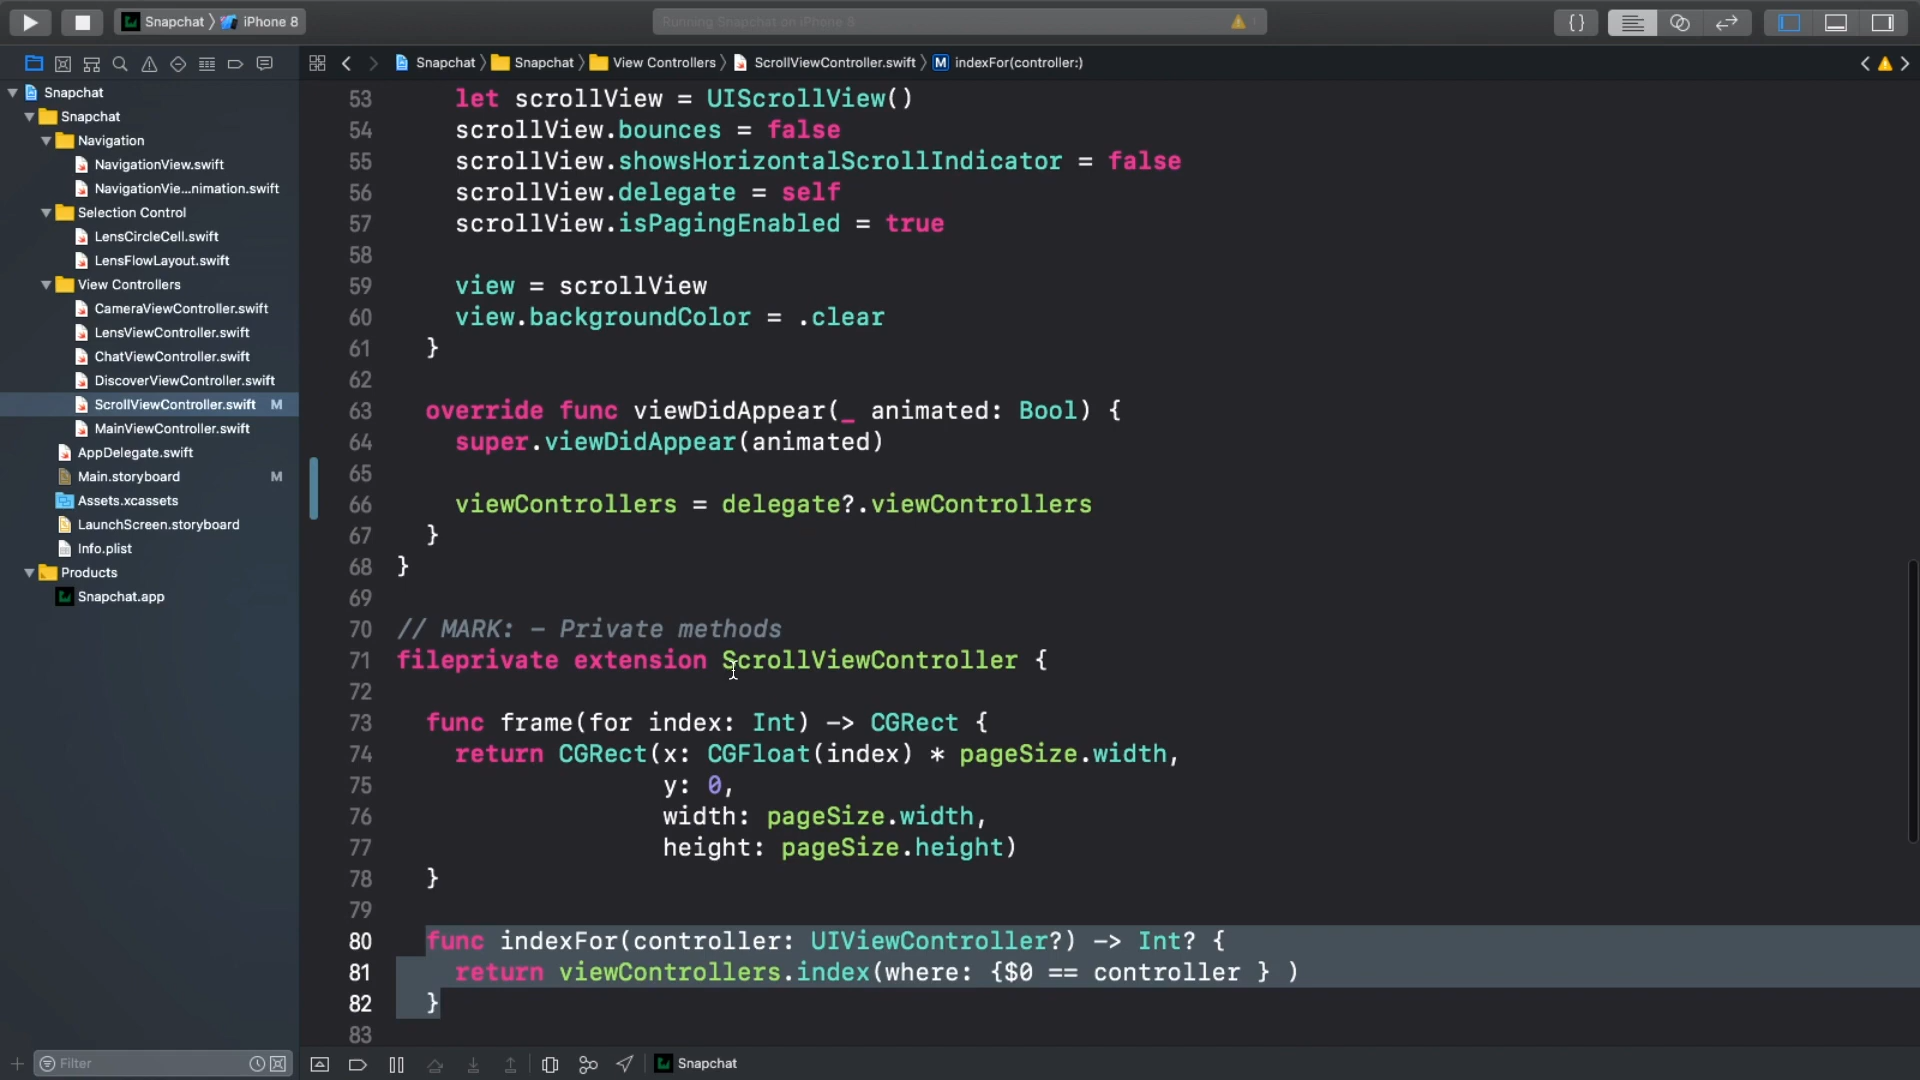 Snapchat iPhone 8
Running Snapchat on iPhone 8
{ }
Snapchat Snapchat View Controllers ScrollViewController.swift M indexFor(controller:)
Snapchat
Snapchat
Navigation
NavigationView.swift
NavigationVie...nimation.swift
Selection Control
LensCircleCell.swift
LensFlowLayout.swift
View Controllers
CameraViewController.swift
LensViewController.swift
ChatViewController.swift
DiscoverViewController.swift
ScrollViewController.swift M
MainViewController.swift
AppDelegate.swift
Main.storyboard M
Assets.xcassets
LaunchScreen.storyboard
Info.plist
Products
Snapchat.app
Filter
53 let scrollView = UIScrollView()
54 scrollView.bounces = false
55 scrollView.showsHorizontalScrollIndicator = false
56 scrollView.delegate = self
57 scrollView.isPagingEnabled = true
58
59 view = scrollView
60 view.backgroundColor = .clear
61 }
62
63 override func viewDidAppear(_ animated: Bool) {
64 super.viewDidAppear(animated)
65
66 viewControllers = delegate?.viewControllers
67 }
68 }
69
70 // MARK: - Private methods
71 fileprivate extension ScrollViewController {
72
73 func frame(for index: Int) -> CGRect {
74 return CGRect(x: CGFloat(index) * pageSize.width,
75 y: 0,
76 width: pageSize.width,
77 height: pageSize.height)
78 }
79
80 func indexFor(controller: UIViewController?) -> Int? {
81 return viewControllers.index(where: {$0 == controller } )
82 }
83
Snapchat